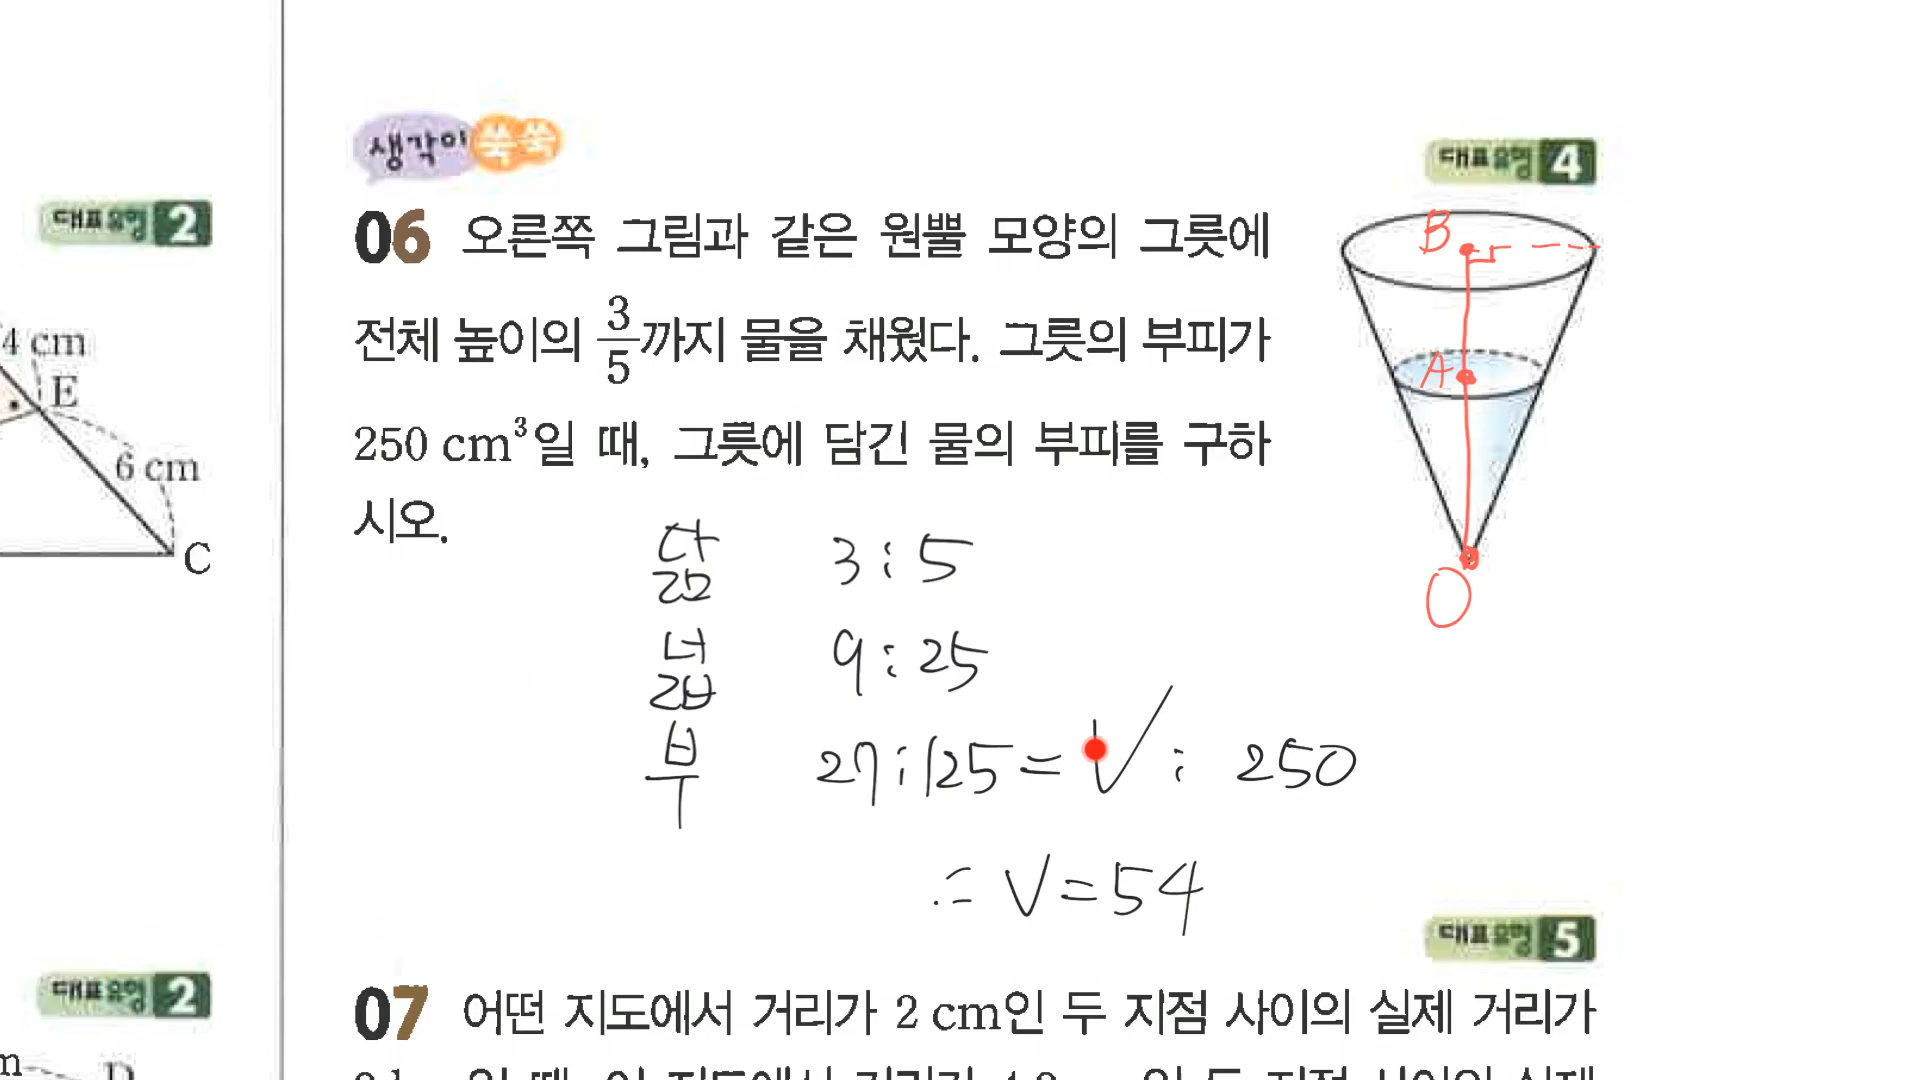 생각이 쑥쑥
대표유형 4
대표유형 2
06 오른쪽 그림과 같은 원뿔 모양의 그릇에
전체 높이의 3/5까지 물을 채웠다. 그릇의 부피가
250 cm³일 때, 그릇에 담긴 물의 부피를 구하
시오.
B
A
O
4 cm
E
6 cm
C
닮 3 : 5
넓 9 : 25
부 27 : 125 = V : 250
∴ V = 54
대표유형 5
대표유형 2
07 어떤 지도에서 거리가 2 cm인 두 지점 사이의 실제 거리가